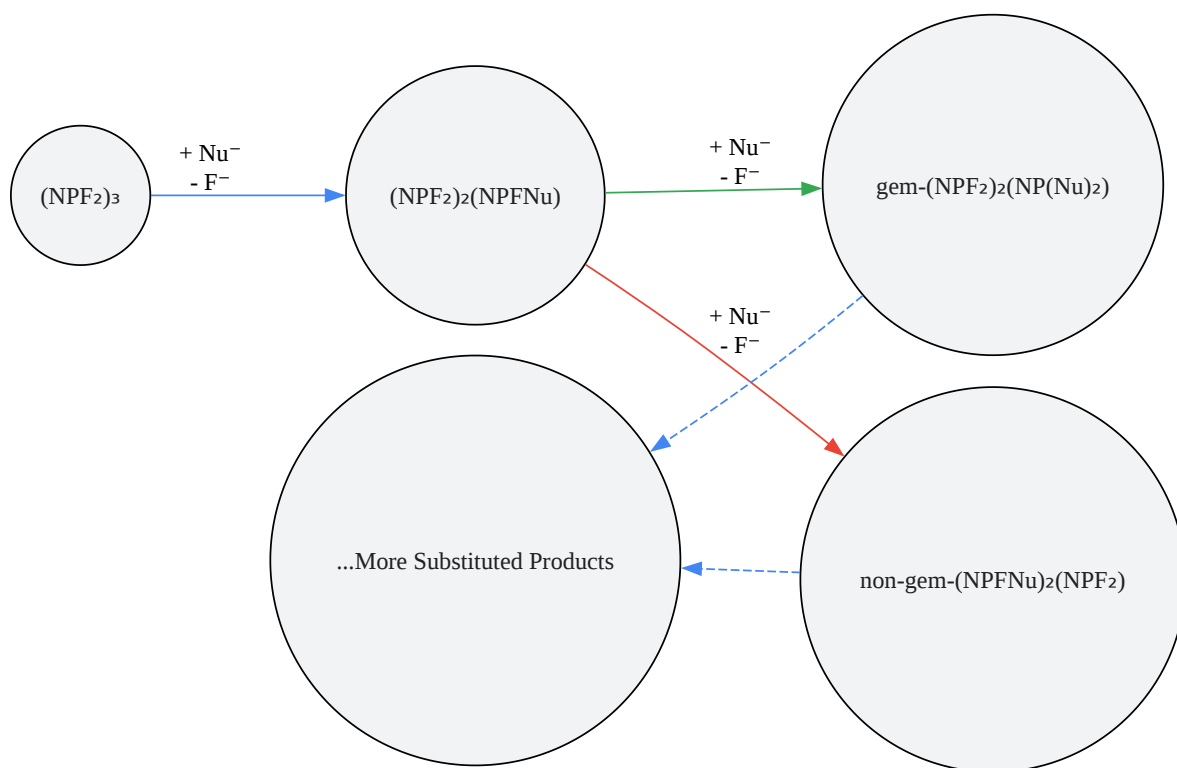 (NPF₂)₃
+ Nu⁻
- F⁻
(NPF₂)₂(NPFNu)
+ Nu⁻
- F⁻
gem-(NPF₂)₂(NP(Nu)₂)
+ Nu⁻
- F⁻
...More Substituted Products
non-gem-(NPFNu)₂(NPF₂)